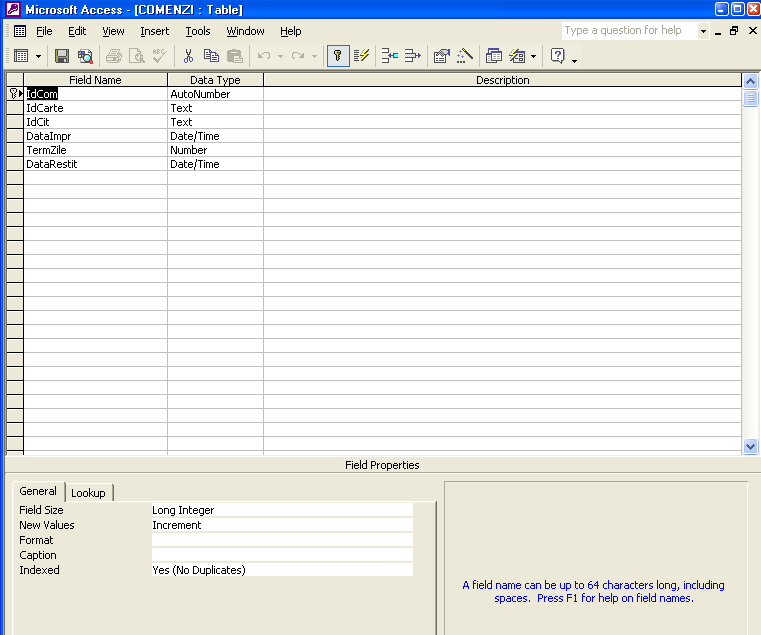 Microsoft Access - [COMENZI : Table]
File Edit View Insert Tools Window Help Type a question for help
Field Name Data Type Description
IdCom AutoNumber
IdCarte Text
IdCit Text
DataImpr Date/Time
TermZile Number
DataRestit Date/Time
Field Properties
General Lookup
Field Size Long Integer
New Values Increment
Format
Caption
Indexed Yes (No Duplicates)
A field name can be up to 64 characters long, including
spaces. Press F1 for help on field names.